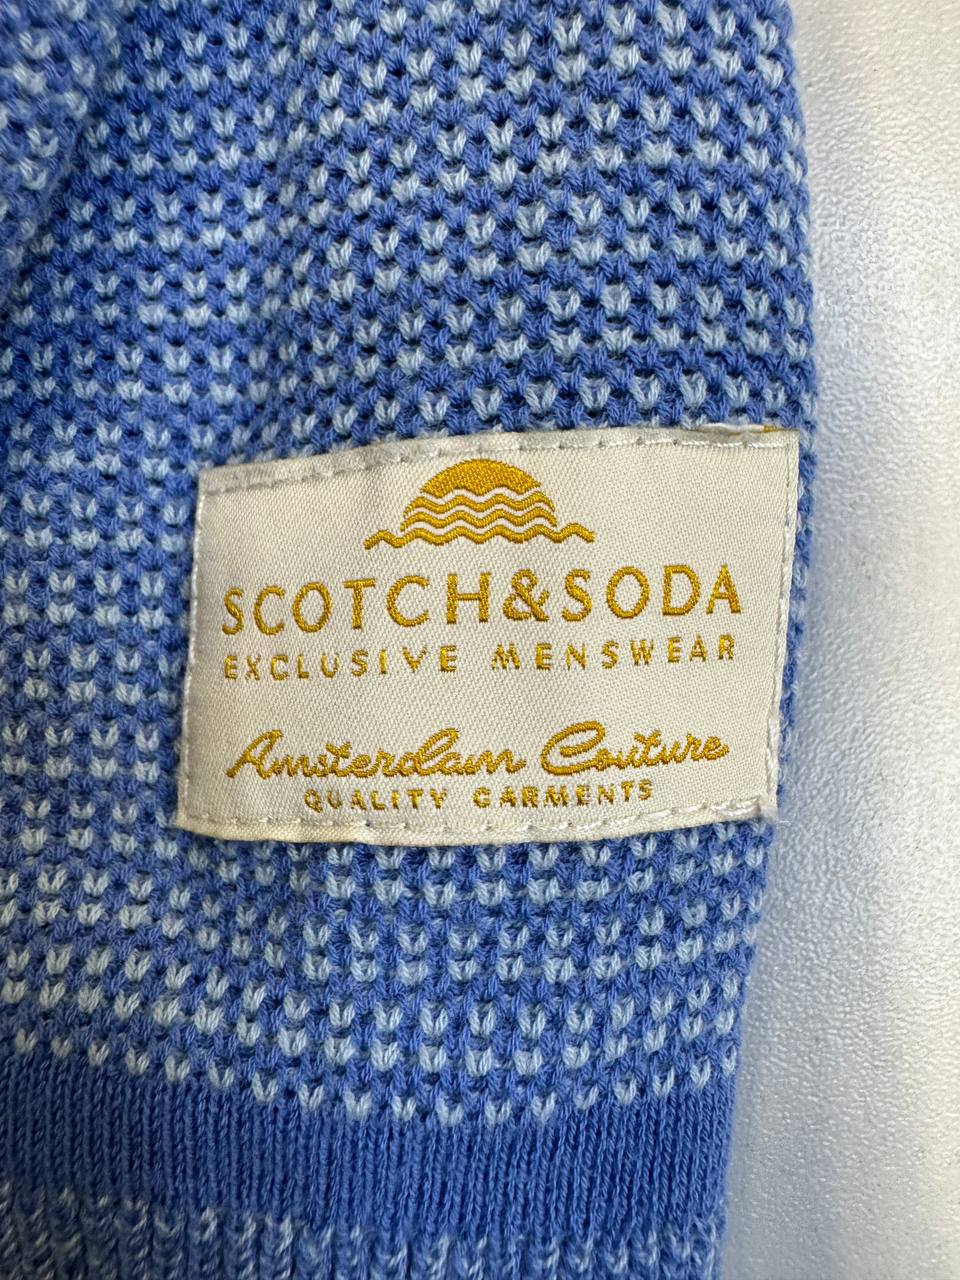 SCOTCH&SODA
EXCLUSIVE MENSWEAR
Amsterdam Couture
QUALITY GARMENTS